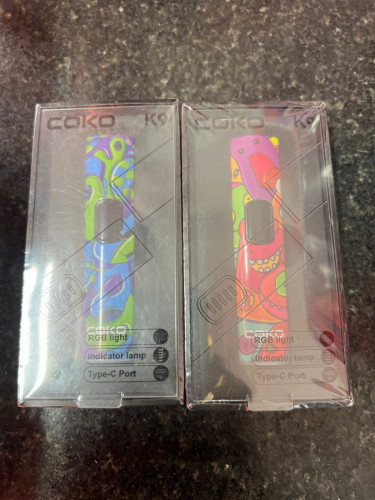 COKO K9
COKO
RGB light
Indicator lamp
Type-C Port
COKO K9
COKO
RGB light
Indicator lamp
Type-C Port